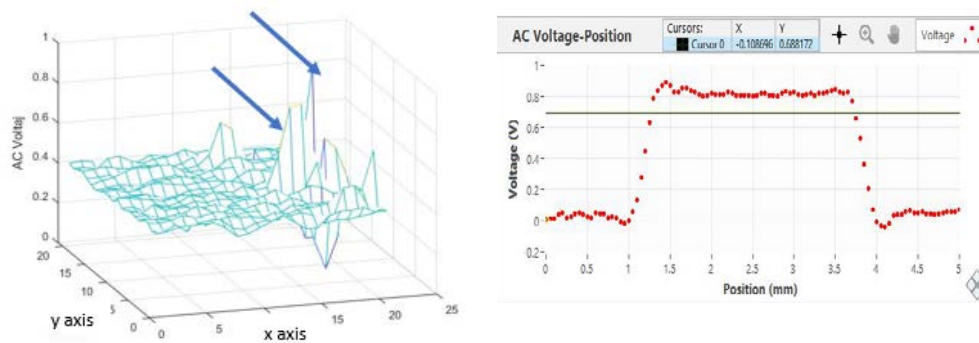 1
0.8
0.6
0.4
0.2
0
AC Voltaj
20
15
10
5
0
y axis
0
5
10
15
20
25
x axis
AC Voltage-Position
Cursors: X Y
Cursor 0 -0.108696 0.688172
Voltage
Voltage (V)
1
0.8
0.6
0.4
0.2
0
0.2
0 0.5 1 1.5 2 2.5 3 3.5 4 4.5 5
Position (mm)